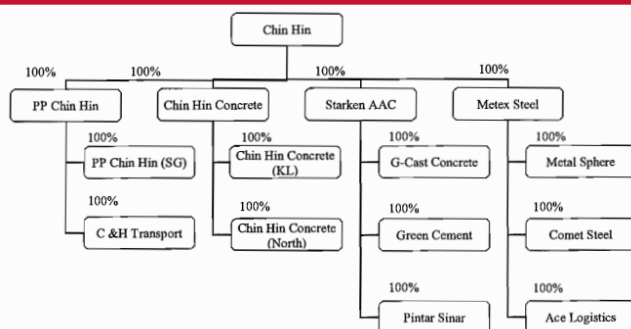 Chin Hin
100%
100%
100%
100%
PP Chin Hin
Chin Hin Concrete
Starken AAC
Metex Steel
100%
100%
100%
100%
PP Chin Hin (SG)
Chin Hin Concrete
(KL)
G-Cast Concrete
Metal Sphere
100%
100%
100%
100%
C &H Transport
Chin Hin Concrete
(North)
Green Cement
Comet Steel
100%
100%
Pintar Sinar
Ace Logistics